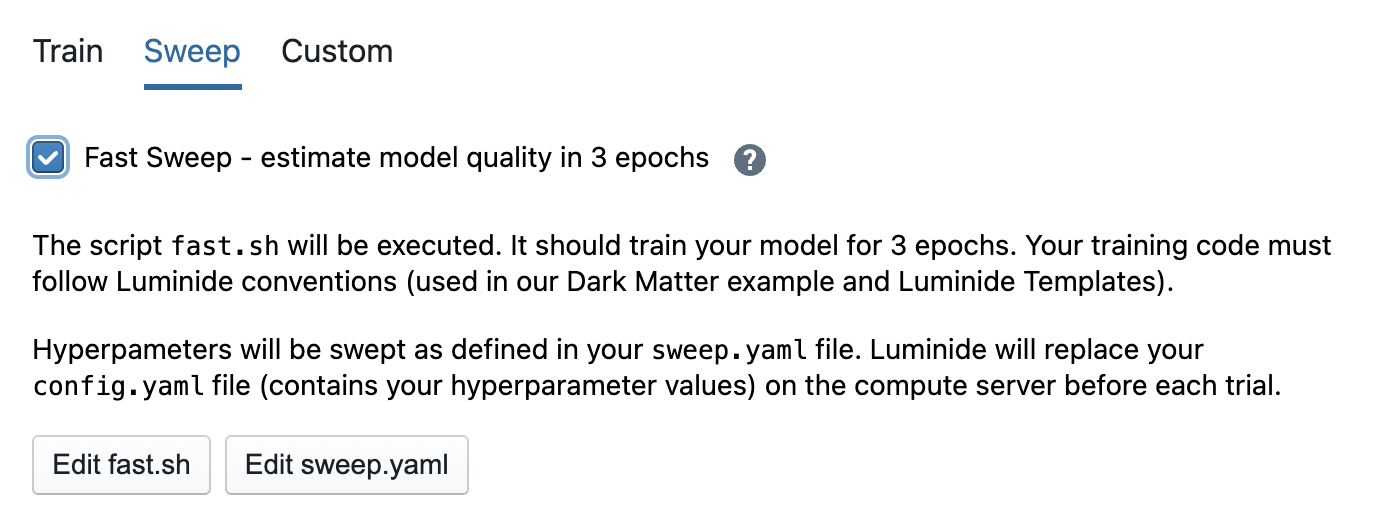 Train Sweep Custom
Fast Sweep - estimate model quality in 3 epochs ?
The script fast.sh will be executed. It should train your model for 3 epochs. Your training code must
follow Luminide conventions (used in our Dark Matter example and Luminide Templates).
Hyperpameters will be swept as defined in your sweep.yaml file. Luminide will replace your
config.yaml file (contains your hyperparameter values) on the compute server before each trial.
Edit fast.sh Edit sweep.yaml